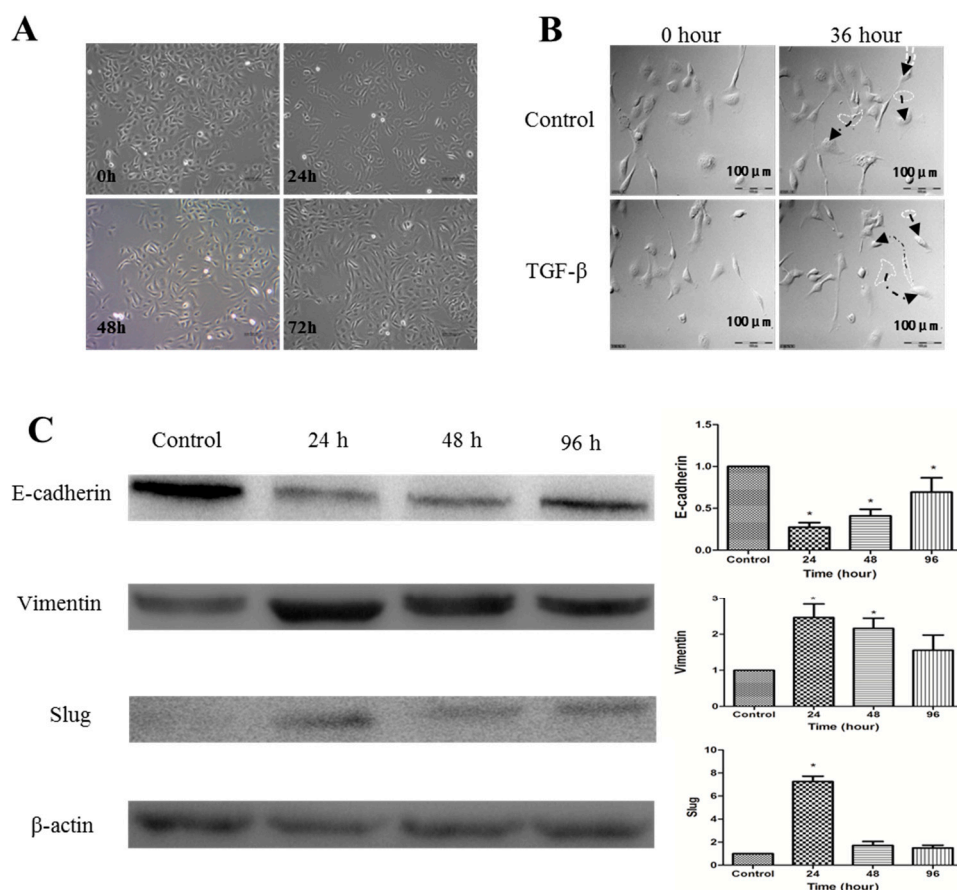 A
0h
24h
48h
72h
B
0 hour
36 hour
Control
100 μm
100 μm
TGF-β
100 μm
100 μm
C
Control 24 h 48 h 96 h
E-cadherin
Vimentin
Slug
β-actin
1.5
1.0
0.5
0.0
E-cadherin
*
*
*
Control 24 48 96
Time (hour)
3
2
1
0
Vimentin
*
*
Control 24 48 96
Time (hour)
10
8
6
4
2
0
Slug
*
Control 24 48 96
Time (hour)